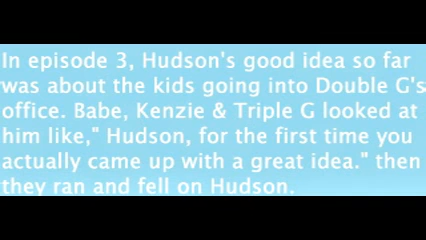 In episode 3, Hudson's good idea so far
was about the kids going into Double G's
office. Babe, Kenzie & Triple G looked at
him like," Hudson, for the first time you
actually came up with a great idea." then
they ran and fell on Hudson.